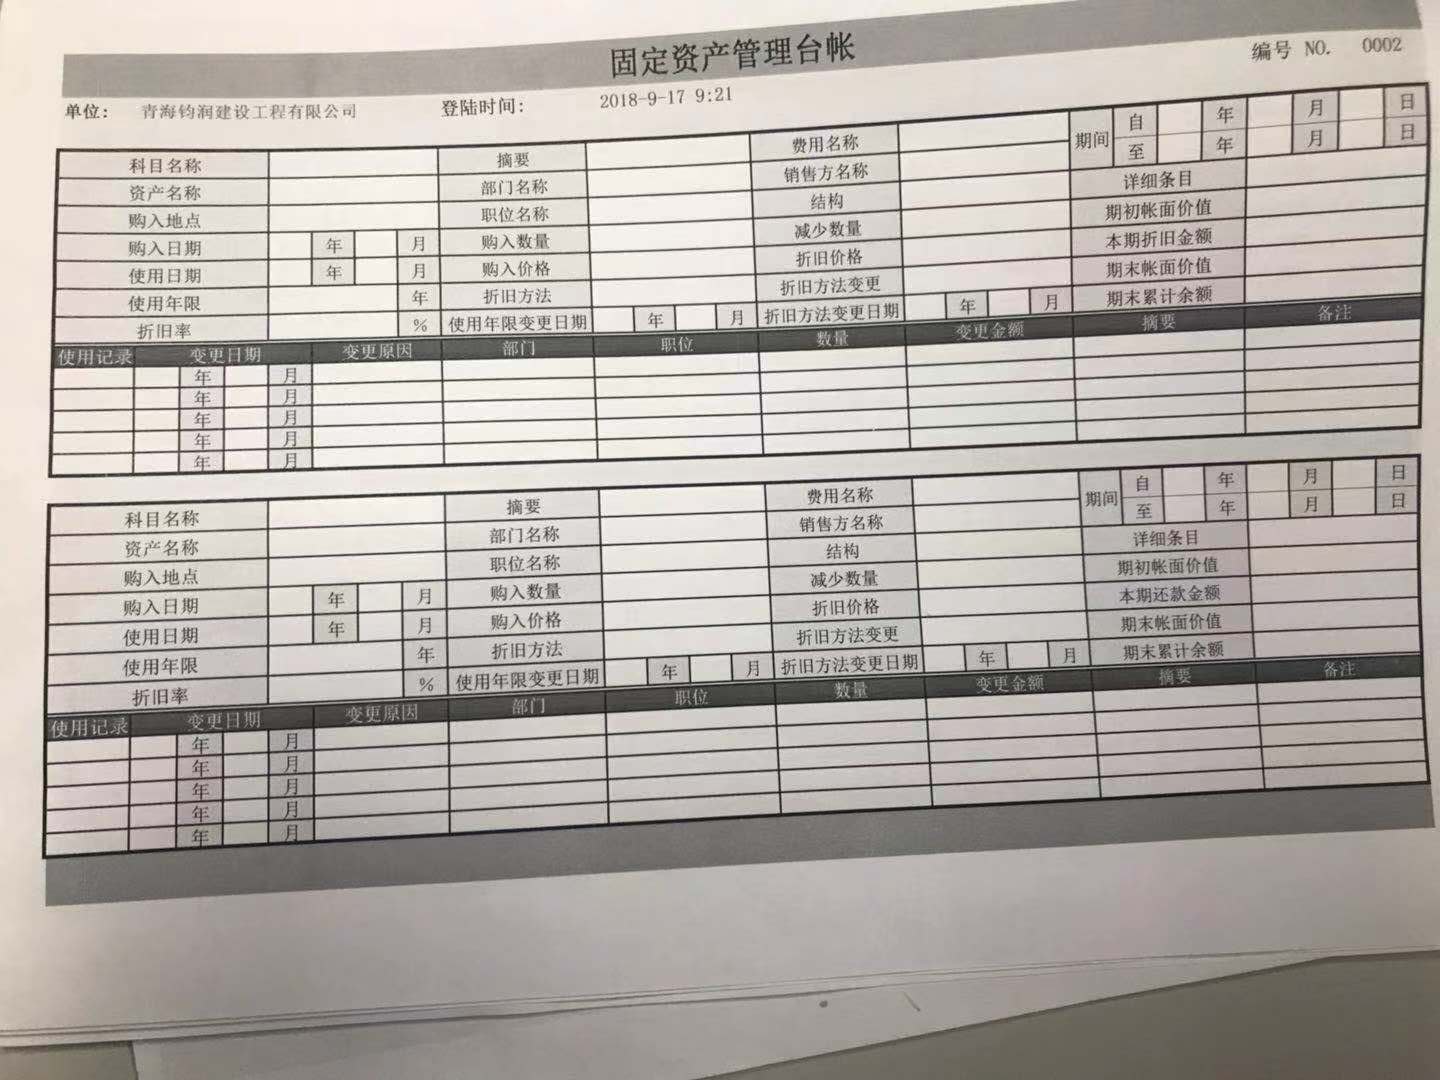 固定资产管理台帐
编号 NO. 0002
单位: 青海钧润建设工程有限公司 登陆时间: 2018-9-17 9:21
科目名称 摘要 费用名称 期间 自 年 月 日
至 年 月 日
资产名称 部门名称 销售方名称 详细条目
购入地点 职位名称 结构 期初帐面价值
购入日期 年 月 购入数量 减少数量 本期折旧金额
使用日期 年 月 购入价格 折旧价格 期末帐面价值
使用年限 年 折旧方法 折旧方法变更 期末累计余额
折旧率 % 使用年限变更日期 年 月 折旧方法变更日期 年 月
使用记录 变更日期 变更原因 部门 职位 数量 变更金额 摘要 备注
年 月
年 月
年 月
年 月
年 月
科目名称 摘要 费用名称 期间 自 年 月 日
至 年 月 日
资产名称 部门名称 销售方名称 详细条目
购入地点 职位名称 结构 期初帐面价值
购入日期 年 月 购入数量 减少数量 本期还款金额
使用日期 年 月 购入价格 折旧价格 期末帐面价值
使用年限 年 折旧方法 折旧方法变更 期末累计余额
折旧率 % 使用年限变更日期 年 月 折旧方法变更日期 年 月
使用记录 变更日期 变更原因 部门 职位 数量 变更金额 摘要 备注
年 月
年 月
年 月
年 月
年 月